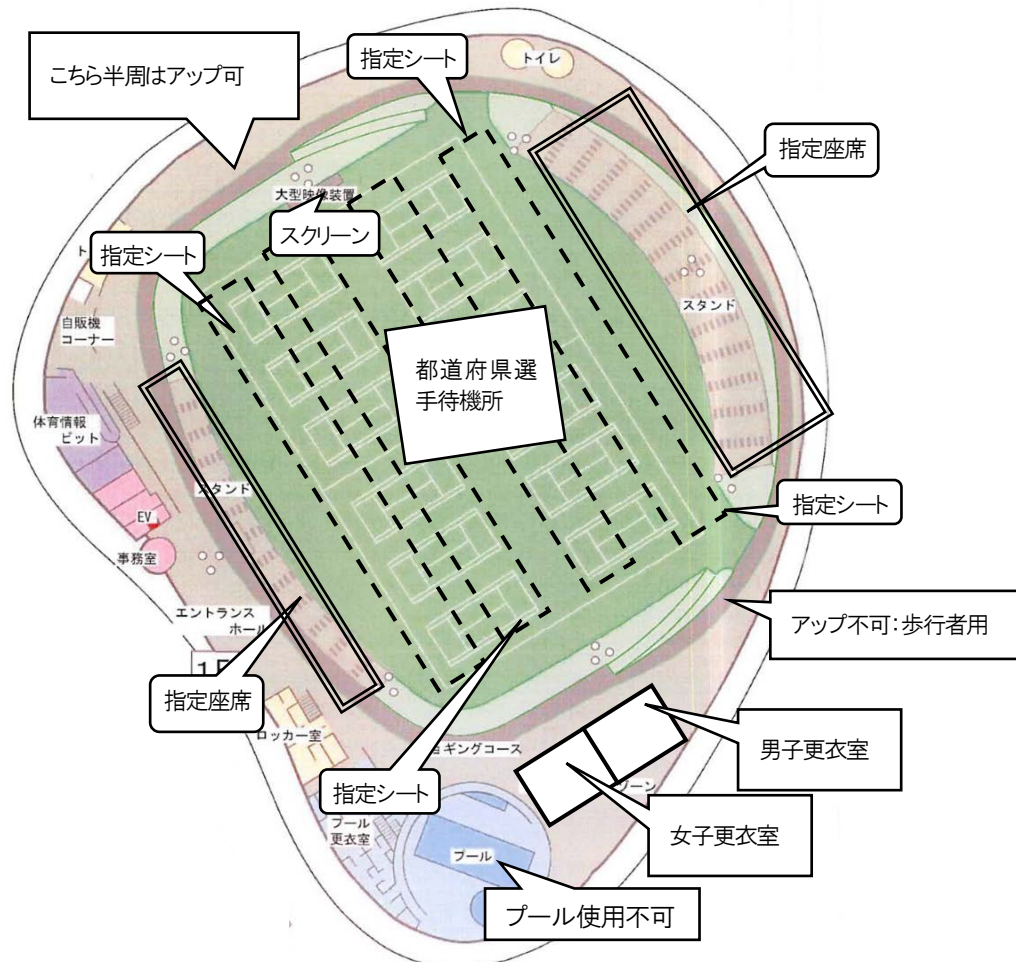 指定シート
トイレ
こちら半周はアップ可
指定座席
大型映像装置
スクリーン
指定シート
ト
スタンド
自販機
コーナー
都道府県選
手待機所
体育情報
ピット
スタンド
指定シート
EV
事務室
エントランス
ホール
アップ不可：歩行者用
指定座席
ロッカー室
ョギングコース
男子更衣室
ゾーン
指定シート
女子更衣室
プール
更衣室
プール
プール使用不可